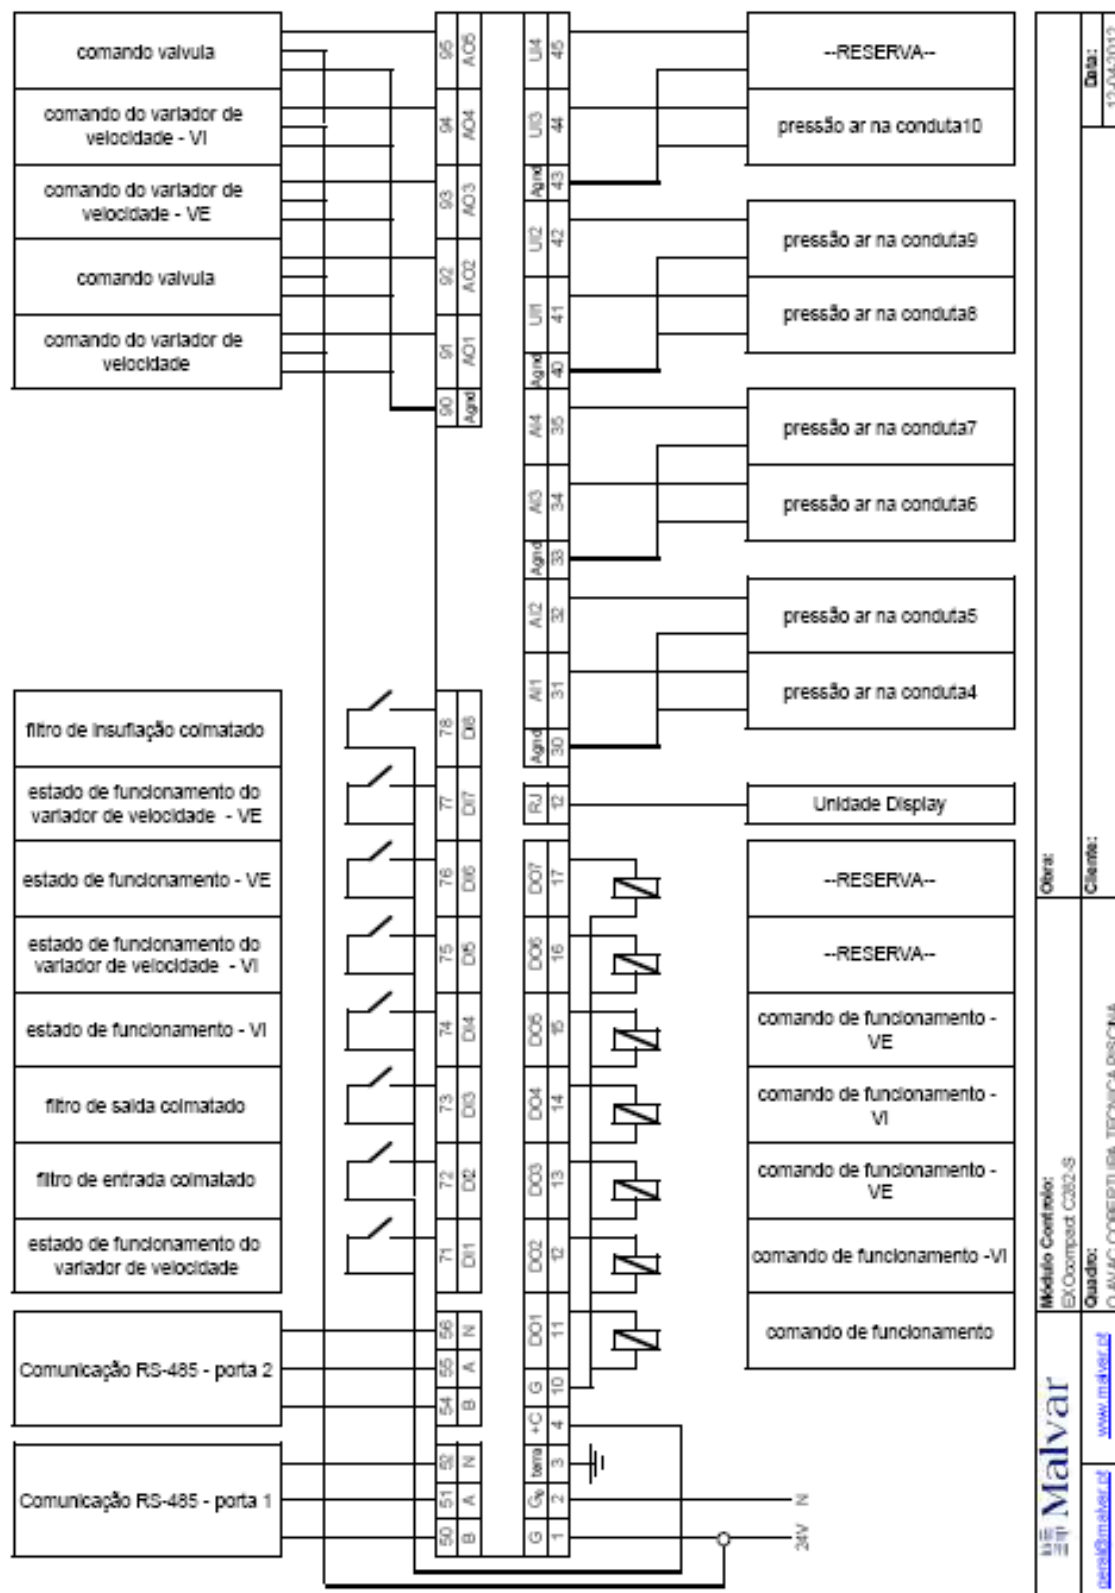 comando valvula
comando do variador de
velocidade - VI
comando do variador de
velocidade - VE
comando valvula
comando do variador de
velocidade
95 AO5
94 AO4
93 AO3
92 AO2
91 AO1
90 Agnd
UI4 45
UI3 44
Agnd 43
UI2 42
UI1 41
Agnd 40
AI4 35
AI3 34
Agnd 33
AI2 32
AI1 31
Agnd 30
RJ 12
--RESERVA--
pressão ar na conduta10
pressão ar na conduta9
pressão ar na conduta8
pressão ar na conduta7
pressão ar na conduta6
pressão ar na conduta5
pressão ar na conduta4
Unidade Display
filtro de insuflação colmatado
estado de funcionamento do
variador de velocidade - VE
estado de funcionamento - VE
estado de funcionamento do
variador de velocidade - VI
estado de funcionamento - VI
filtro de saída colmatado
filtro de entrada colmatado
estado de funcionamento do
variador de velocidade
78 DI8
77 DI7
76 DI6
75 DI5
74 DI4
73 DI3
72 DI2
71 DI1
DO7 17
DO6 16
DO5 15
DO4 14
DO3 13
DO2 12
DO1 11
G 10
+C 4
terra 3
2
G 1
--RESERVA--
--RESERVA--
comando de funcionamento -
VE
comando de funcionamento -
VI
comando de funcionamento -
VE
comando de funcionamento -VI
comando de funcionamento
Comunicação RS-485 - porta 2
56 N
55 A
54 B
Comunicação RS-485 - porta 1
52 N
51 A
50 B
N
24V
Malvar
geral@malvar.pt
www.malvar.pt
Módulo Controlo:
EXOcompact C282-S
Quadro:
Q.AVAC COBERTURA TECNICA PISCINA
Obra:
Cliente:
Data:
12-04-2012